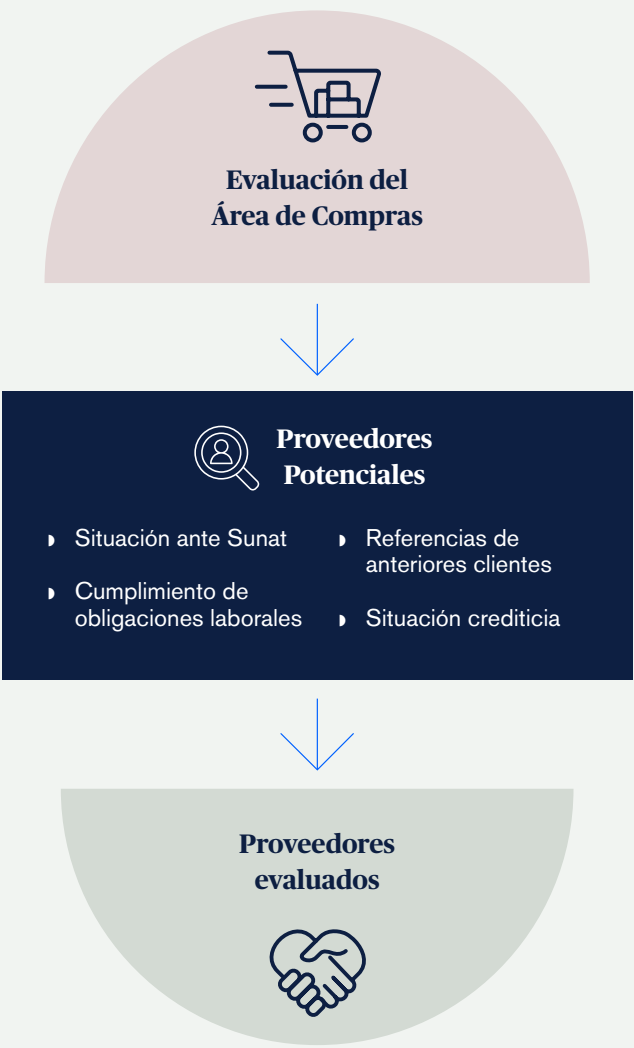 Evaluación del
Área de Compras
Proveedores
Potenciales
Situación ante Sunat
Cumplimiento de
obligaciones laborales
Referencias de
anteriores clientes
Situación crediticia
Proveedores
evaluados